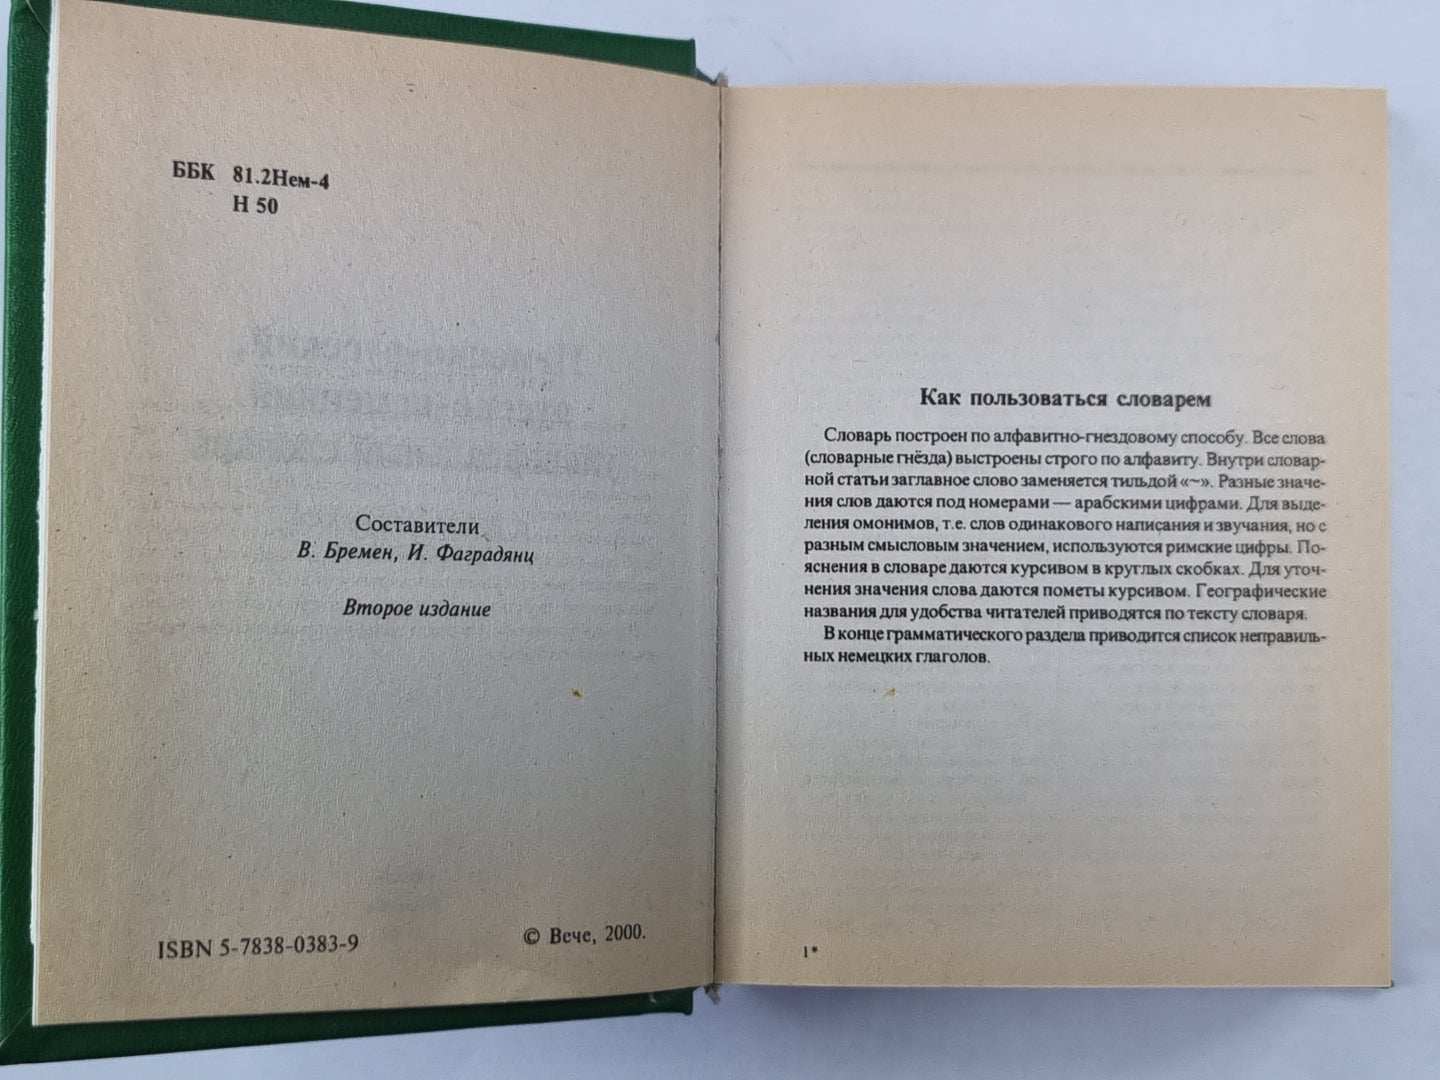 ББК 81.2Нем-4
Н 50
Составители
В. Бремен, И. Фаградянц
Второе издание
ISBN 5-7838-0383-9
© Вече, 2000.
Как пользоваться словарем
Словарь построен по алфавитно-гнездовому способу. Все слова
(словарные гнёзда) выстроены строго по алфавиту. Внутри словар-
ной статьи заглавное слово заменяется тильдой «~». Разные значе-
ния слов даются под номерами — арабскими цифрами. Для выде-
ления омонимов, т.е. слов одинакового написания и звучания, но с
разным смысловым значением, используются римские цифры. По-
яснения в словаре даются курсивом в круглых скобках. Для уточ-
нения значения слова даются пометы курсивом. Географические
названия для удобства читателей приводятся по тексту словаря.
В конце грамматического раздела приводится список неправиль-
ных немецких глаголов.
1*